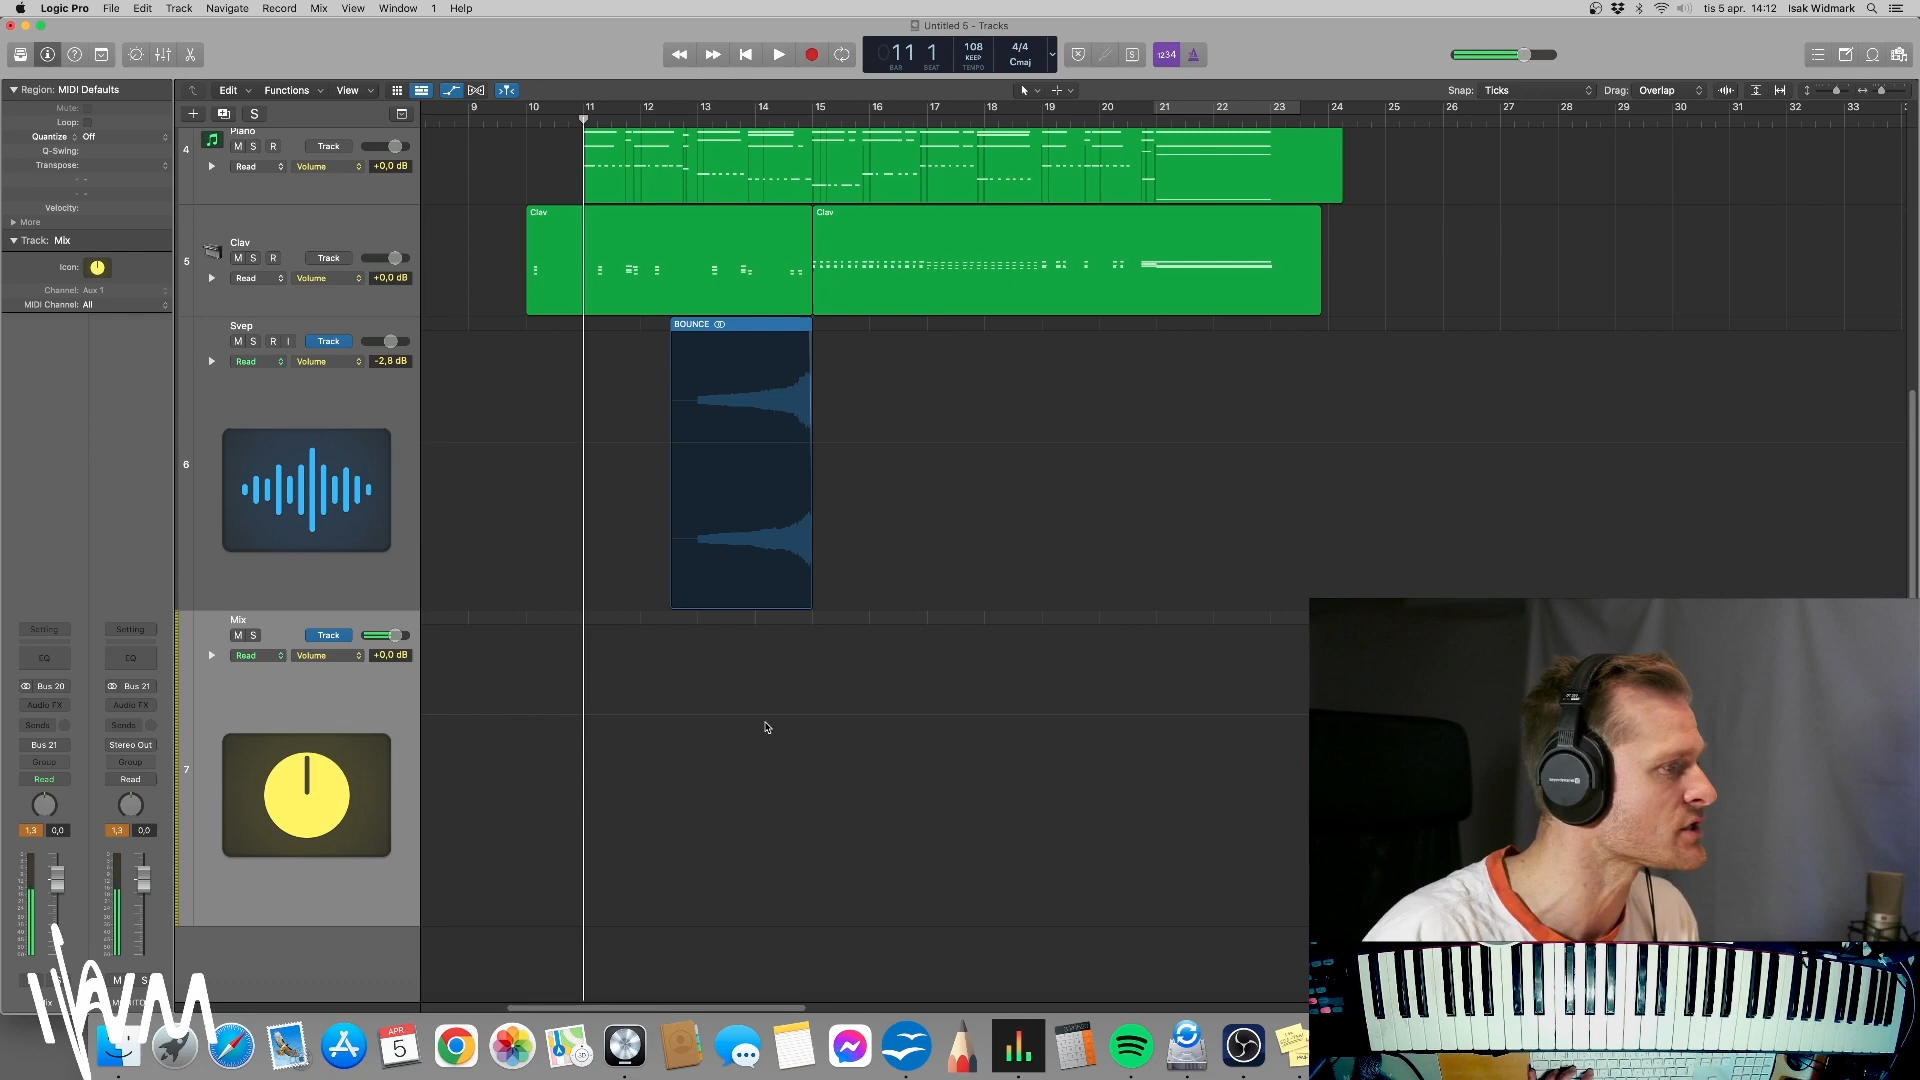 Logic Pro File Edit Track Navigate Record Mix View Window 1 Help tis 5 apr. 14:12 Isak Widmark
Untitled 5 - Tracks
011 1 108 4/4
KEEP Cmaj
BAR BEAT TEMPO
1234
Region: MIDI Defaults
Mute:
Loop:
Quantize Off
Q-Swing:
Transpose:
Velocity:
More
Track: Mix
Icon:
Channel: Aux 1
MIDI Channel: All
Edit Functions View
Snap: Ticks Drag: Overlap
S
9 10 11 12 13 14 15 16 17 18 19 20 21 22 23 24 25 26 27 28 29 30 31 32 33
4 Piano
M S R Track
Read Volume +0,0 dB
5 Clav
M S R Track
Read Volume +0,0 dB
Clav
Clav
6 Svep
M S R I Track
Read Volume -2,8 dB
BOUNCE
7 Mix
M S Track
Read Volume +0,0 dB
Setting Setting
EQ EQ
Bus 20 Bus 21
Audio FX Audio FX
Sends Sends
Bus 21 Stereo Out
Group Group
Read Read
1,3 0,0 1,3 0,0
M S
IWM
APR
5
3D